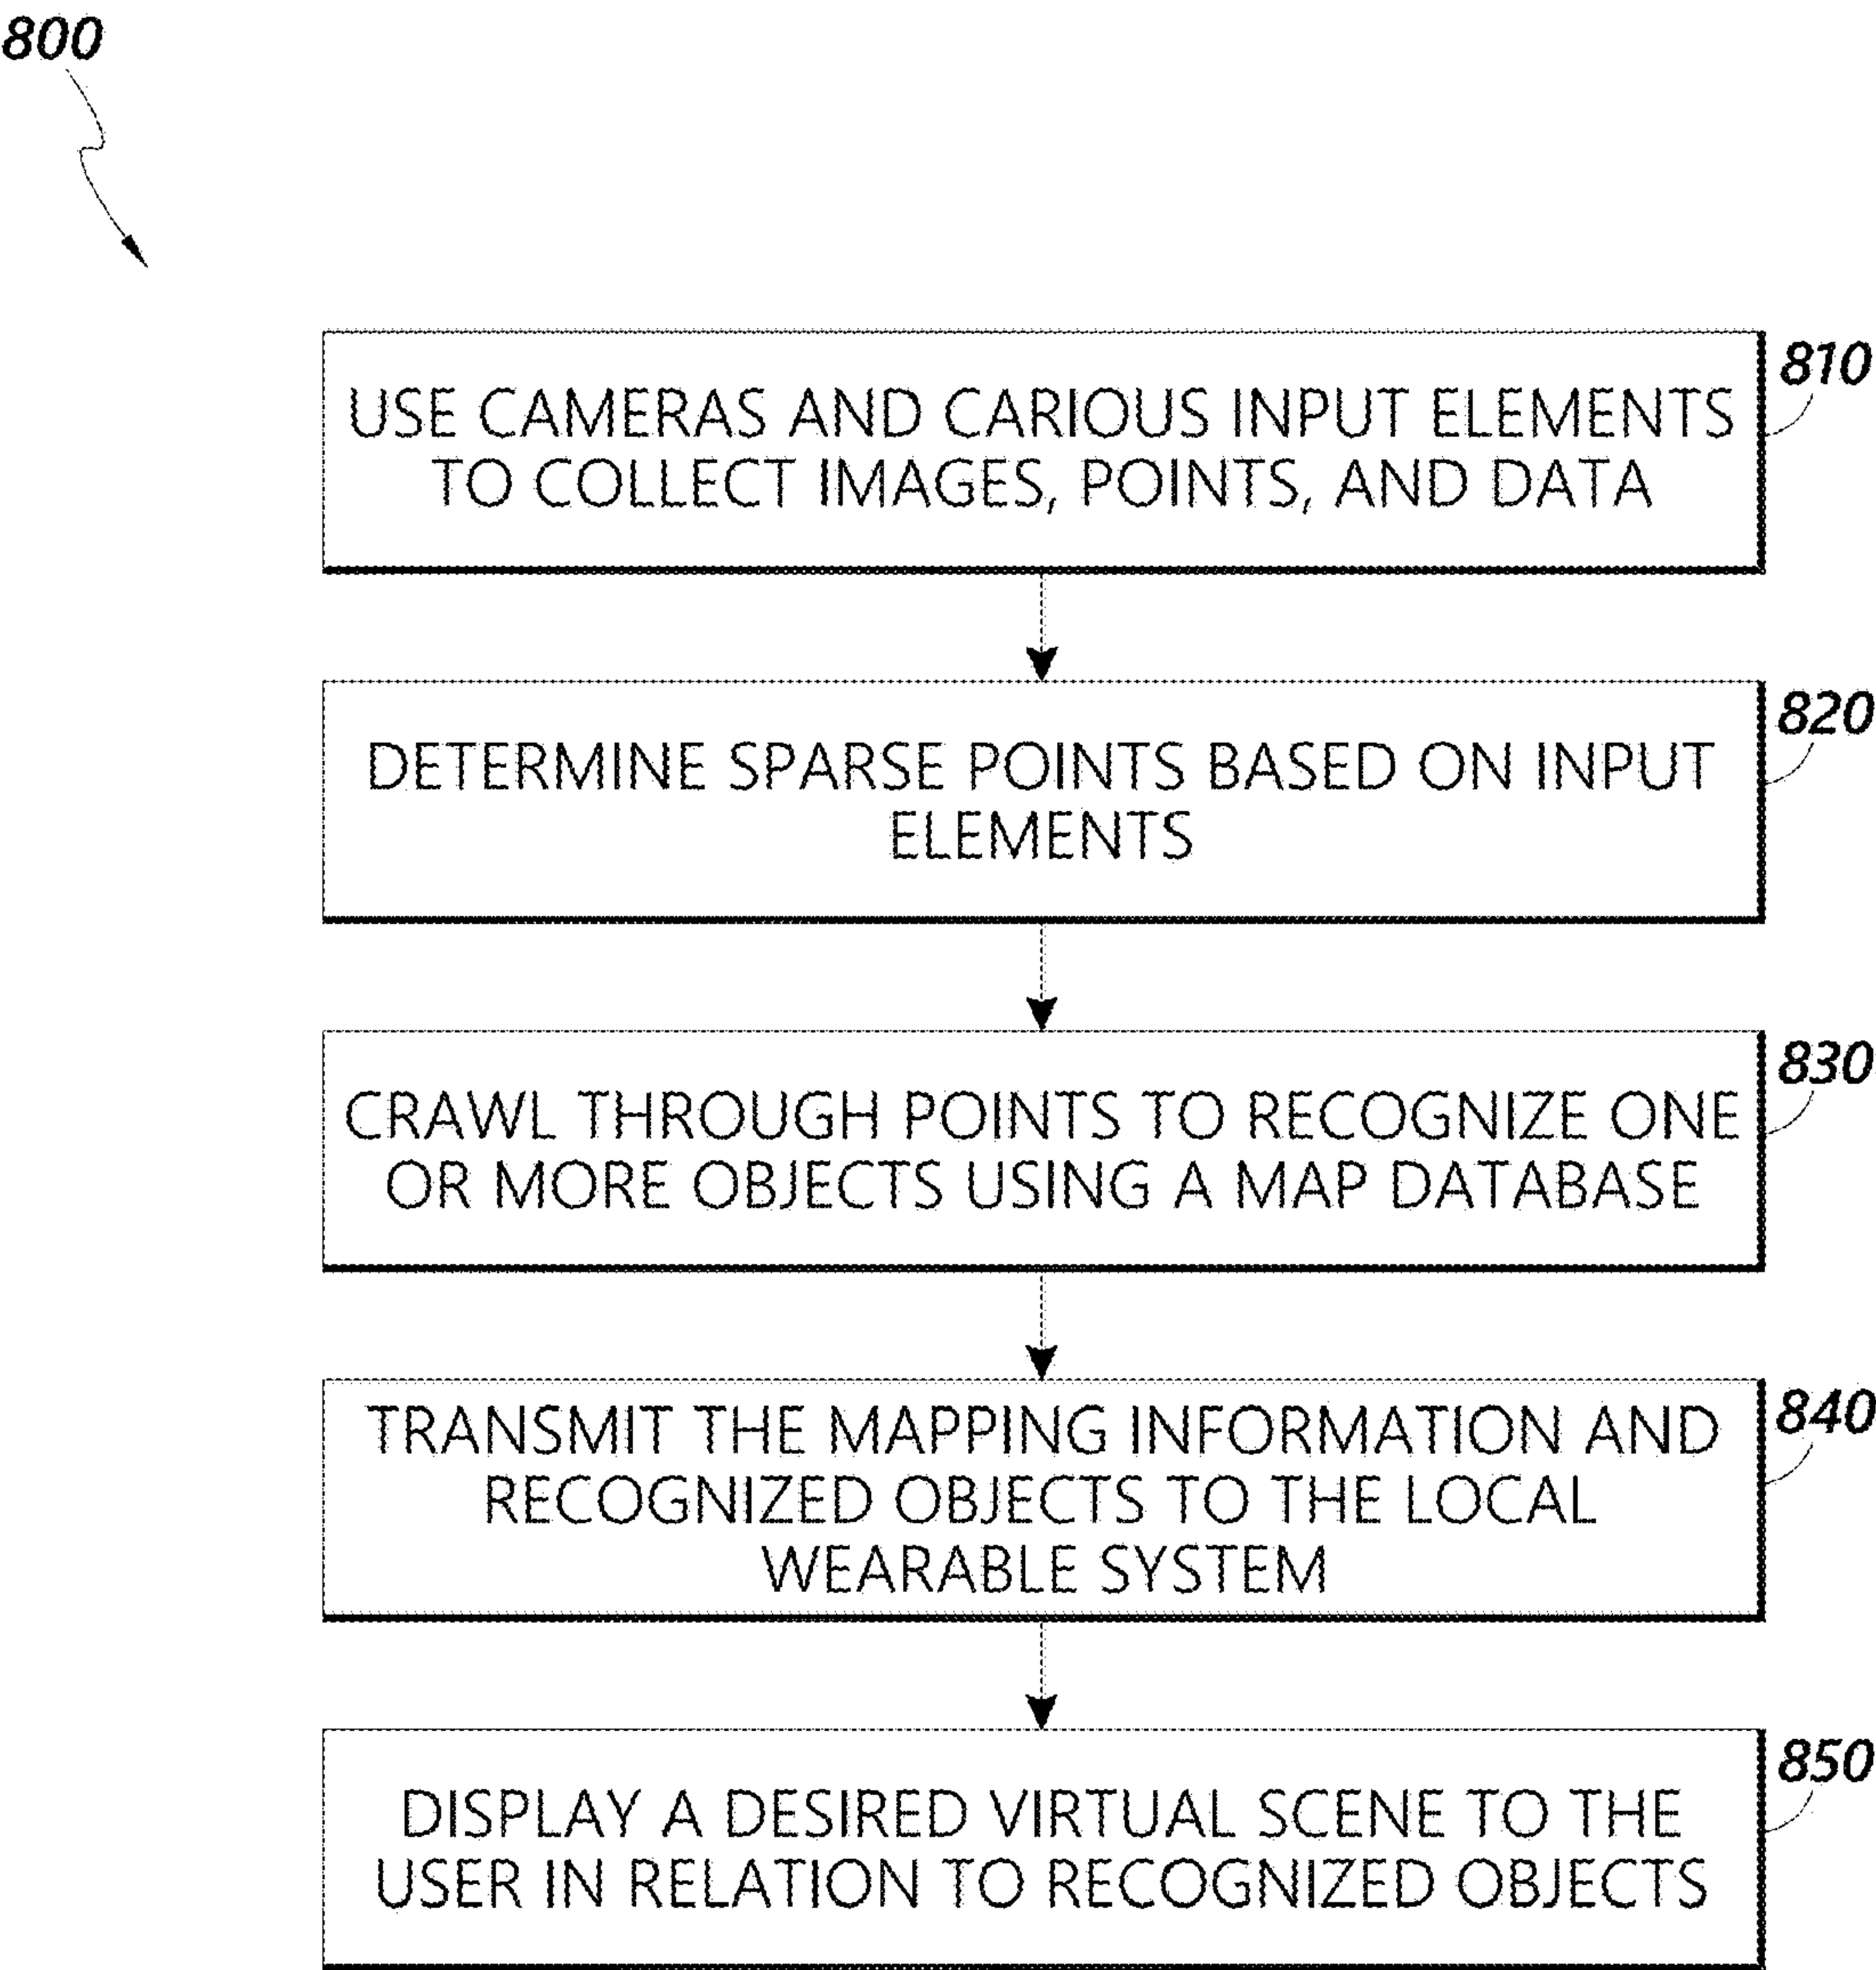 800
810
USE CAMERAS AND CARIOUS INPUT ELEMENTS
TO COLLECT IMAGES, POINTS, AND DATA
820
DETERMINE SPARSE POINTS BASED ON INPUT
ELEMENTS
830
CRAWL THROUGH POINTS TO RECOGNIZE ONE
OR MORE OBJECTS USING A MAP DATABASE
840
TRANSMIT THE MAPPING INFORMATION AND
RECOGNIZED OBJECTS TO THE LOCAL
WEARABLE SYSTEM
850
DISPLAY A DESIRED VIRTUAL SCENE TO THE
USER IN RELATION TO RECOGNIZED OBJECTS